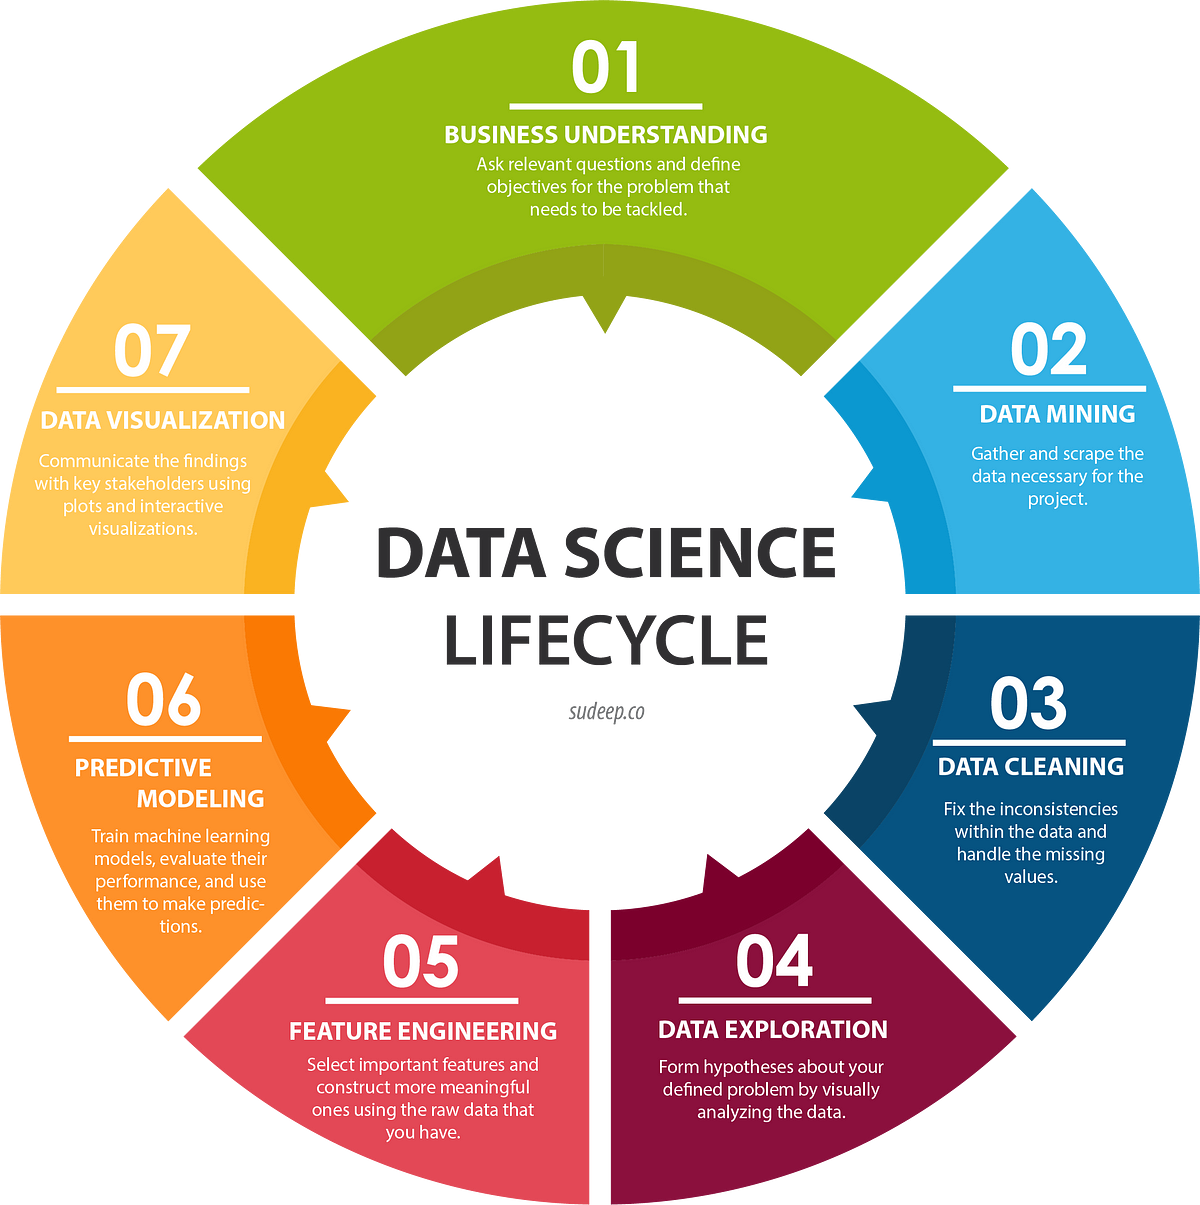 01
BUSINESS UNDERSTANDING
Ask relevant questions and define
objectives for the problem that
needs to be tackled.
02
DATA MINING
Gather and scrape the
data necessary for the
project.
03
DATA CLEANING
Fix the inconsistencies
within the data and
handle the missing
values.
04
DATA EXPLORATION
Form hypotheses about your
defined problem by visually
analyzing the data.
05
FEATURE ENGINEERING
Select important features and
construct more meaningful
ones using the raw data that
you have.
06
PREDICTIVE
MODELING
Train machine learning
models, evaluate their
performance, and use
them to make predic-
tions.
07
DATA VISUALIZATION
Communicate the findings
with key stakeholders using
plots and interactive
visualizations.
DATA SCIENCE
LIFECYCLE
sudeep.co